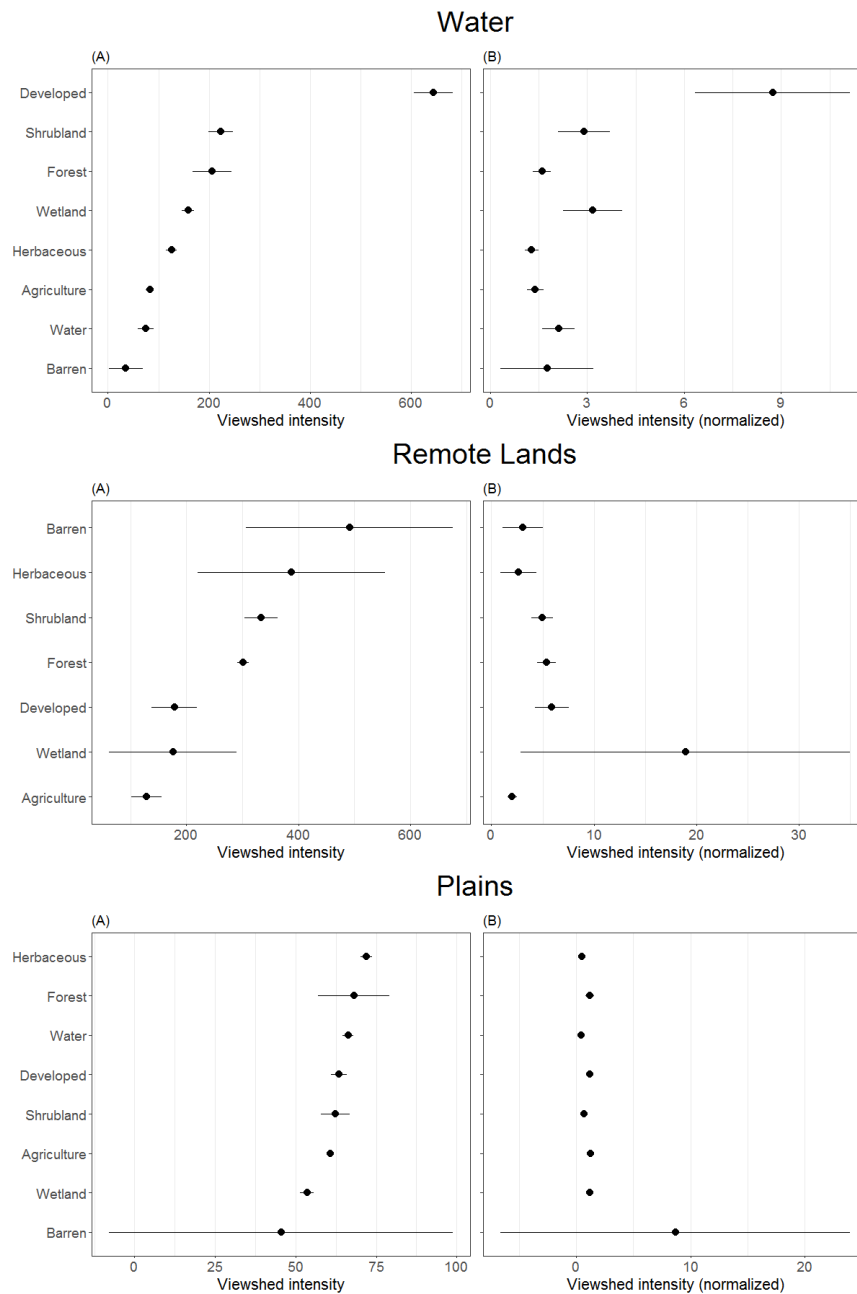 Water
(A) (B)
Developed
Shrubland
Forest
Wetland
Herbaceous
Agriculture
Water
Barren
0 200 400 600 0 3 6 9
Viewshed intensity Viewshed intensity (normalized)
Remote Lands
(A) (B)
Barren
Herbaceous
Shrubland
Forest
Developed
Wetland
Agriculture
200 400 600 0 10 20 30
Viewshed intensity Viewshed intensity (normalized)
Plains
(A) (B)
Herbaceous
Forest
Water
Developed
Shrubland
Agriculture
Wetland
Barren
0 50 75 100 0 10 20
Viewshed intensity Viewshed intensity (normalized)